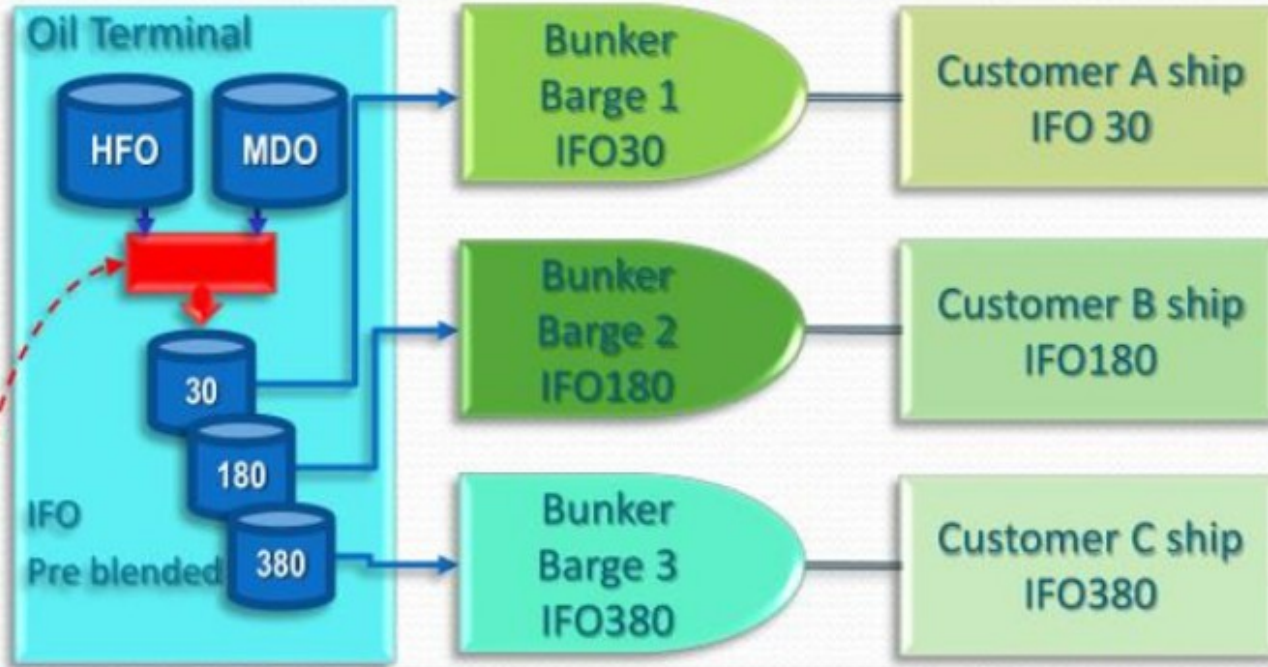 Oil Terminal
HFO
MDO
30
180
380
IFO
Pre blended
Bunker
Barge 1
IFO30
Customer A ship
IFO 30
Bunker
Barge 2
IFO180
Customer B ship
IFO180
Bunker
Barge 3
IFO380
Customer C ship
IFO380